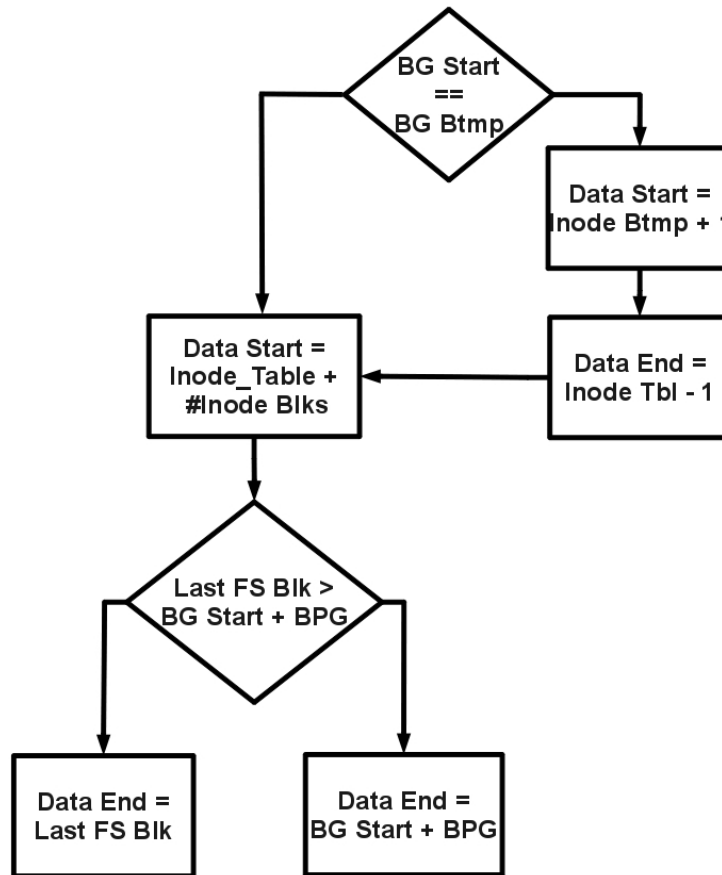 BG Start
==
BG Btmp
Data Start =
Inode Btmp + 1
Data Start =
Inode_Table +
#Inode Blks
Data End =
Inode Tbl - 1
Last FS Blk >
BG Start + BPG
Data End =
Last FS Blk
Data End =
BG Start + BPG